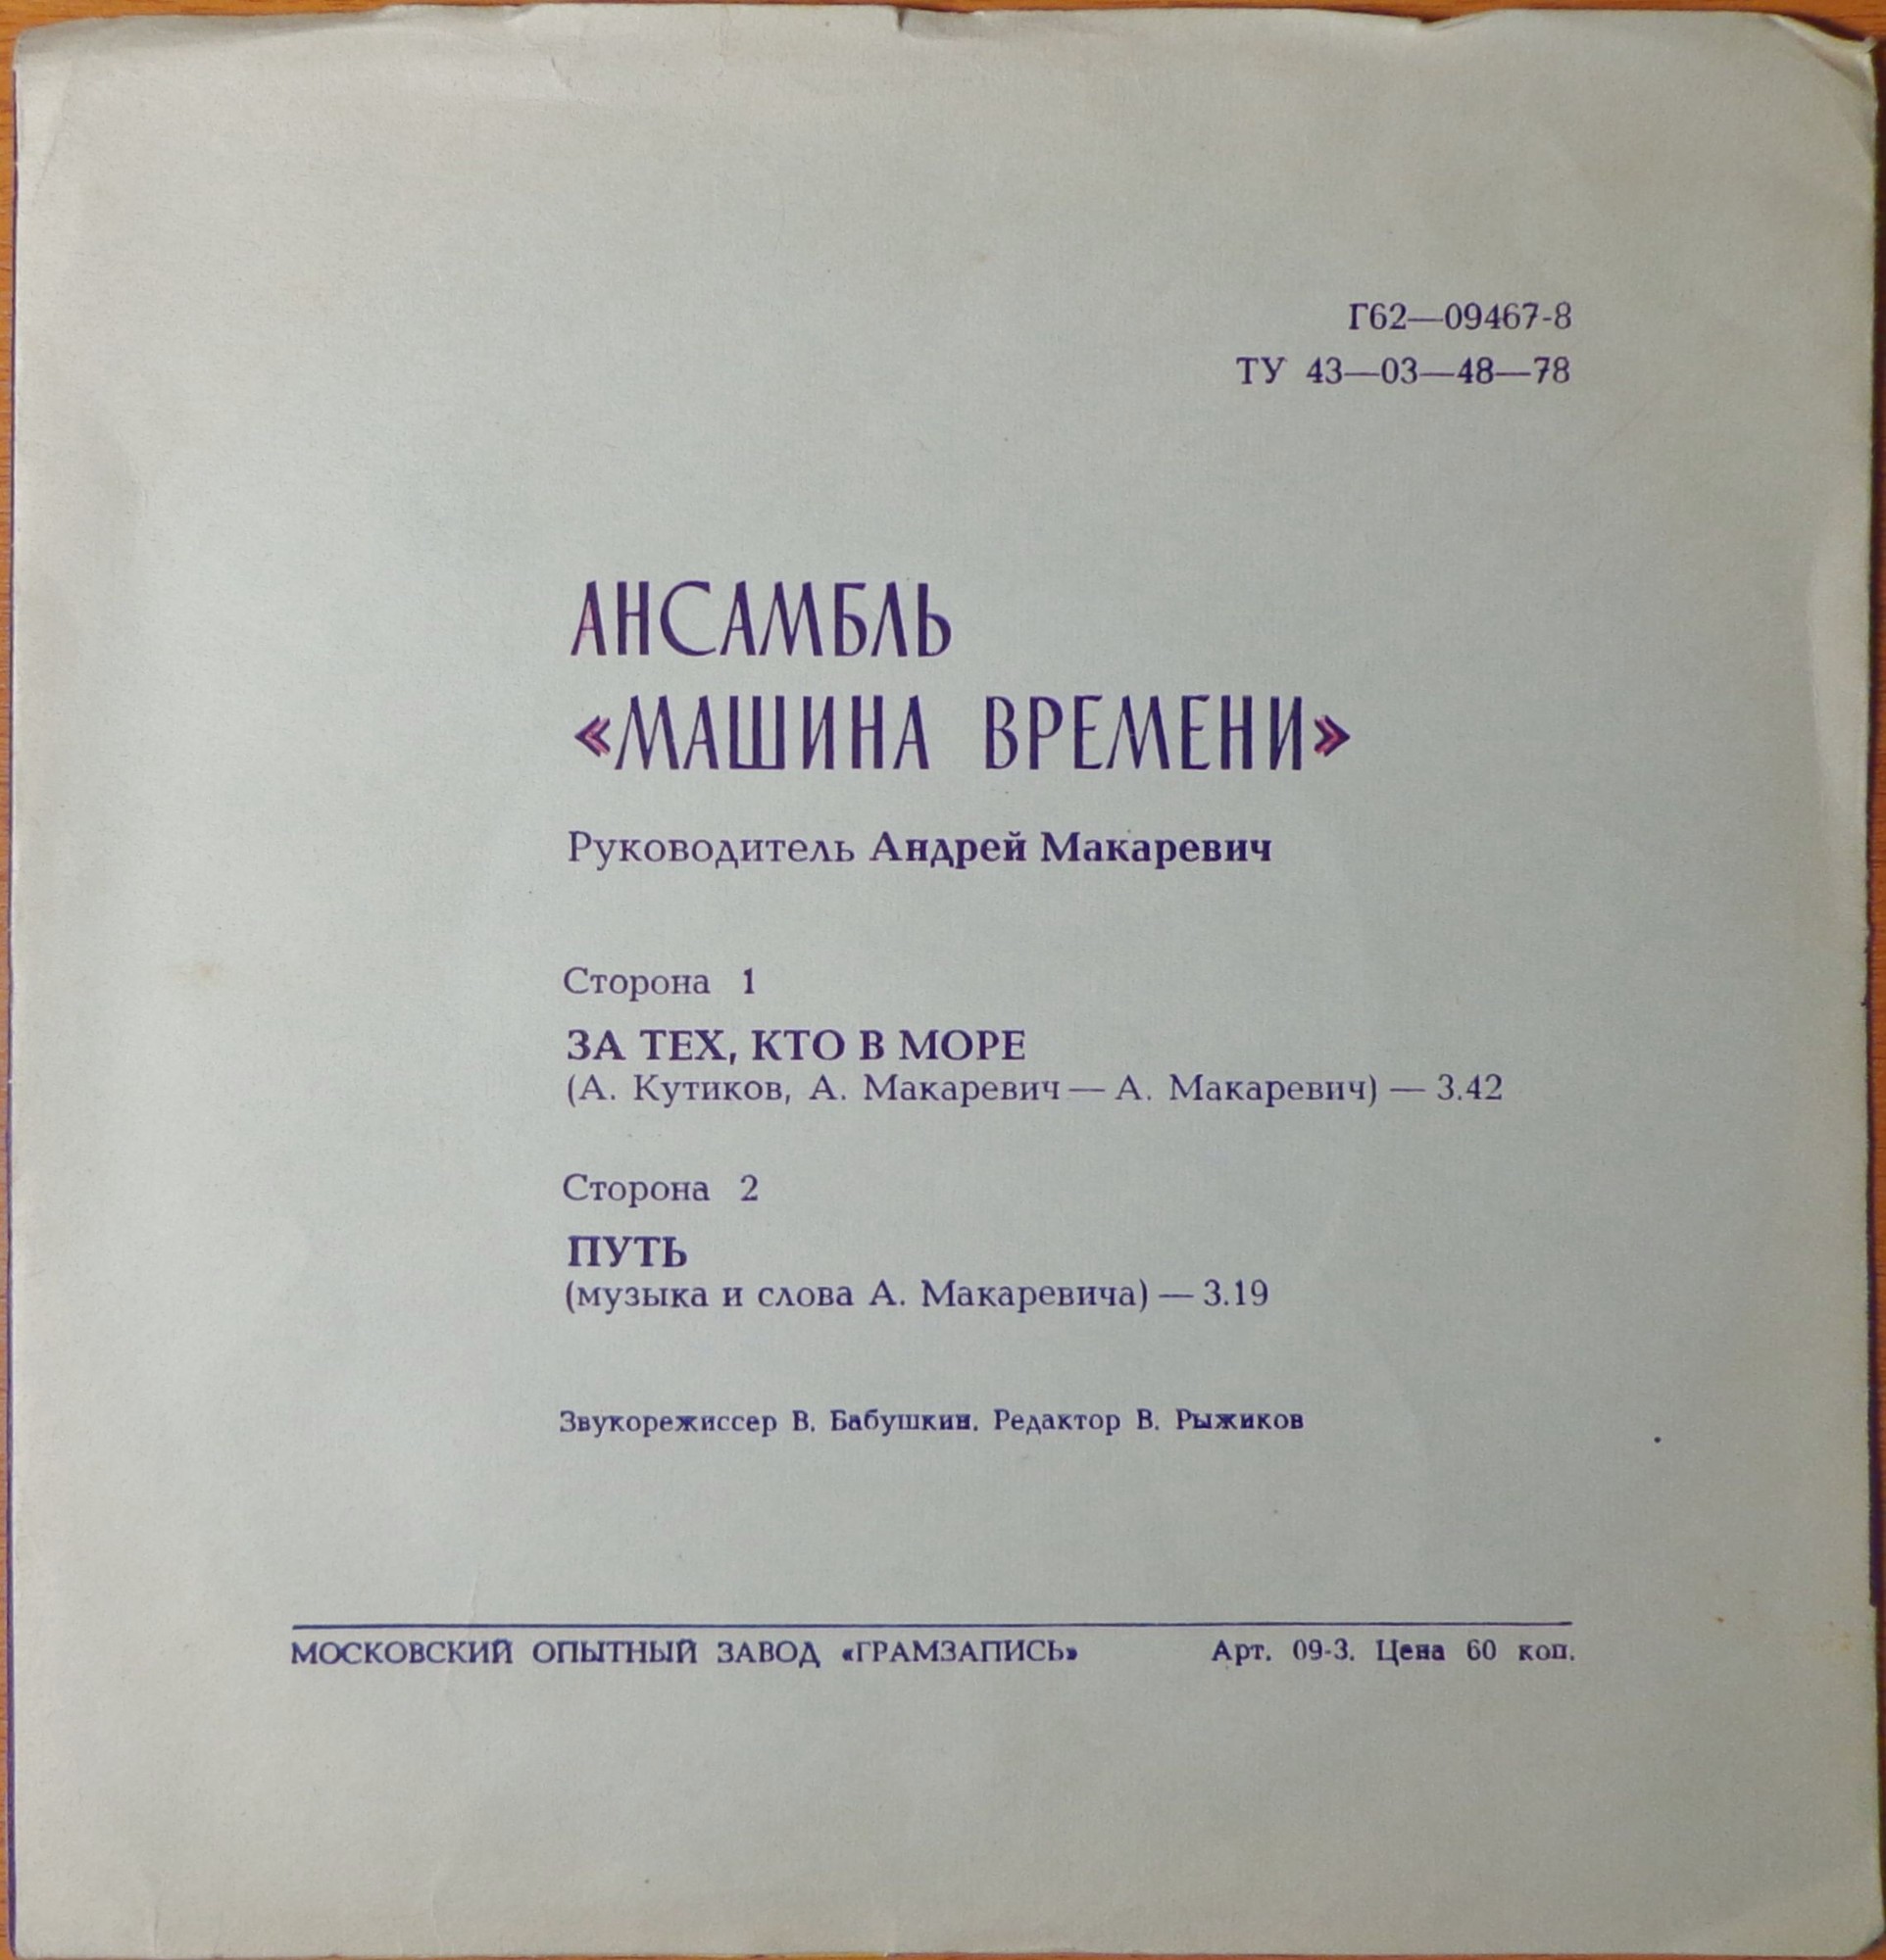 Г62—09467-8
ТУ 43—03—48—78
АНСАМБЛЬ
«МАШИНА ВРЕМЕНИ»
Руководитель Андрей Макаревич
Сторона 1
ЗА ТЕХ, КТО В МОРЕ
(А. Кутиков, А. Макаревич — А. Макаревич) — 3.42
Сторона 2
ПУТЬ
(музыка и слова А. Макаревича) — 3.19
Звукорежиссер В. Бабушкин. Редактор В. Рыжиков
МОСКОВСКИЙ ОПЫТНЫЙ ЗАВОД «ГРАМЗАПИСЬ» Арт. 09-3. Цена 60 коп.